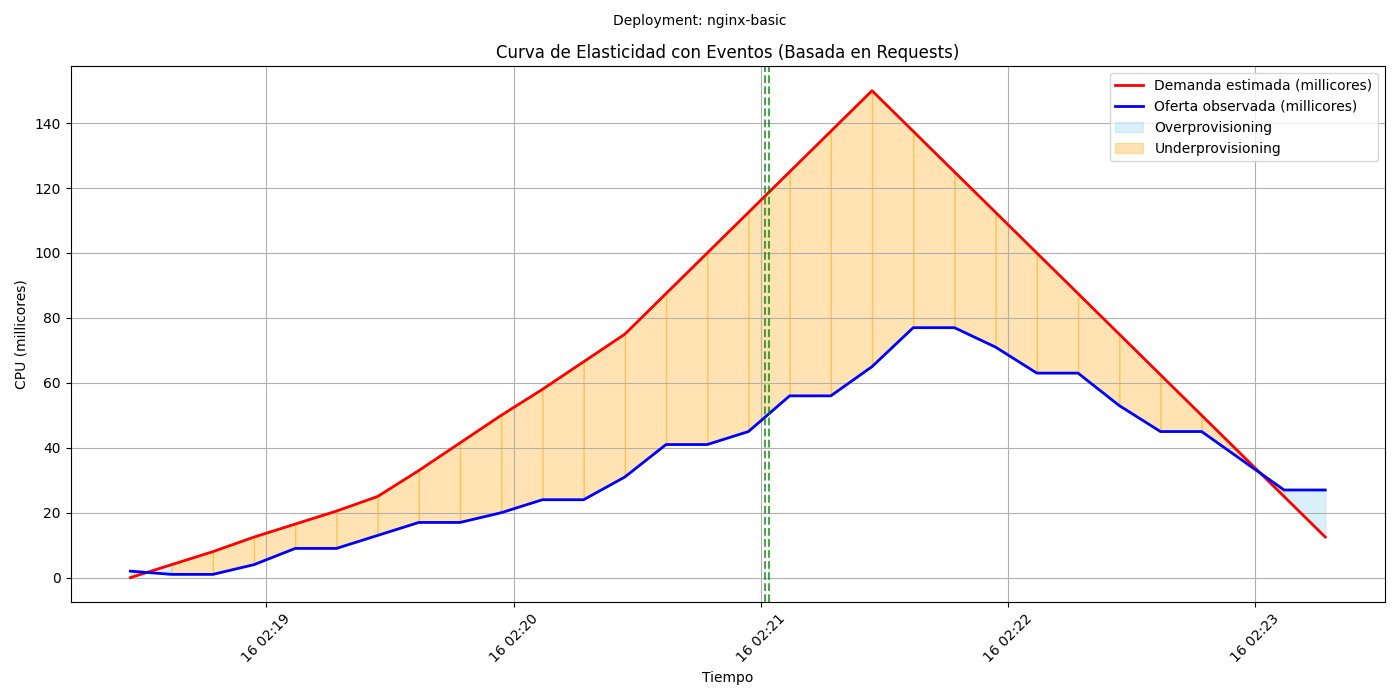 Deployment: nginx-basic
Curva de Elasticidad con Eventos (Basada en Requests)
Demanda estimada (millicores)
Oferta observada (millicores)
Overprovisioning
Underprovisioning
CPU (millicores)
140
120
100
80
60
40
20
0
16 02:19
16 02:20
16 02:21
16 02:22
16 02:23
Tiempo